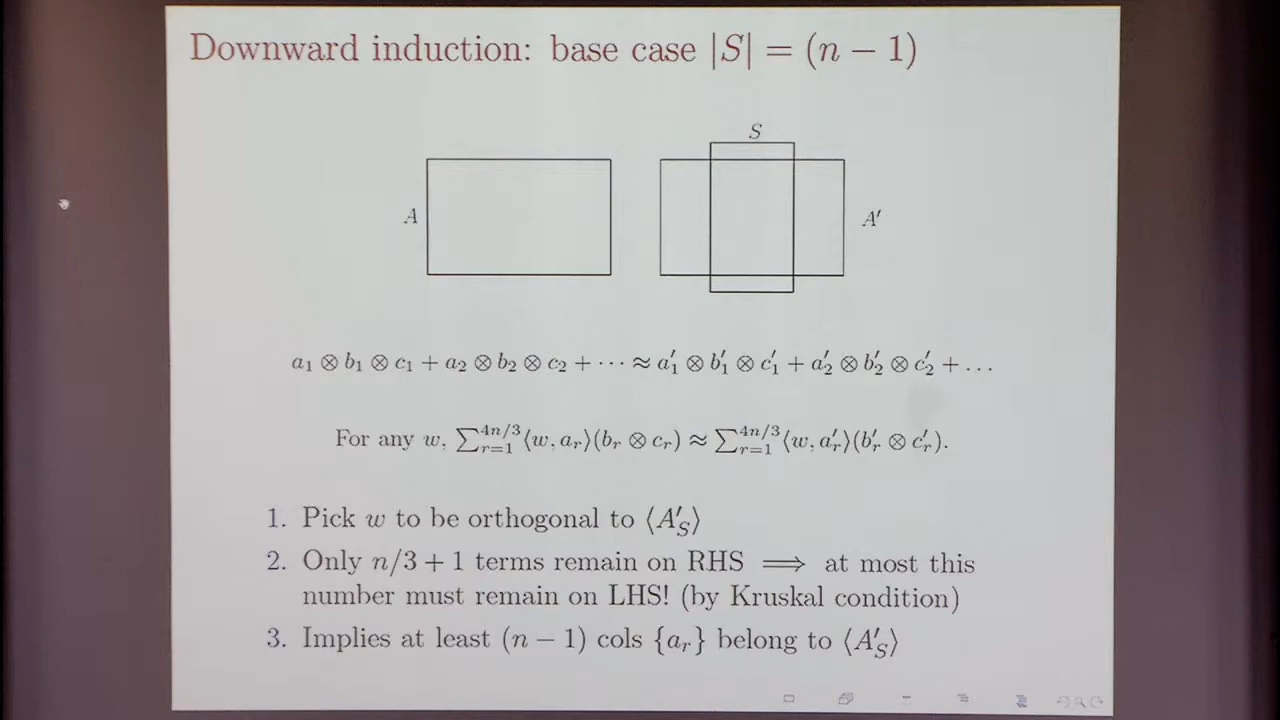 Downward induction: base case |S| = (n − 1)
S
A
A′
a₁ ⊗ b₁ ⊗ c₁ + a₂ ⊗ b₂ ⊗ c₂ + ⋯ ≈ a′₁ ⊗ b′₁ ⊗ c′₁ + a′₂ ⊗ b′₂ ⊗ c′₂ + …
For any w, ∑_{r=1}^{4n/3}⟨w, a_r⟩(b_r ⊗ c_r) ≈ ∑_{r=1}^{4n/3}⟨w, a′_r⟩(b′_r ⊗ c′_r).
1. Pick w to be orthogonal to ⟨A′_S⟩
2. Only n/3 + 1 terms remain on RHS ⟹ at most this
number must remain on LHS! (by Kruskal condition)
3. Implies at least (n − 1) cols {a_r} belong to ⟨A′_S⟩